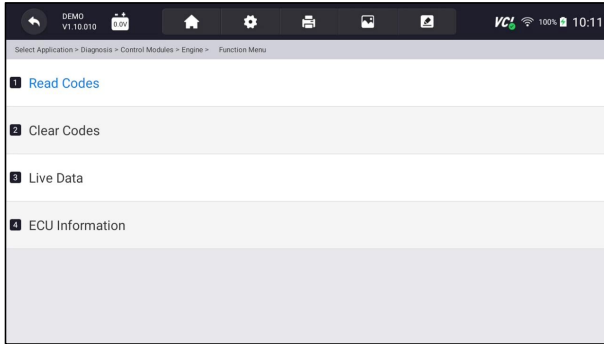 DEMO
V1.10.010
0.0V
VCI
100%
10:11
Select Application > Diagnosis > Control Modules > Engine > Function Menu
1 Read Codes
2 Clear Codes
3 Live Data
4 ECU Information